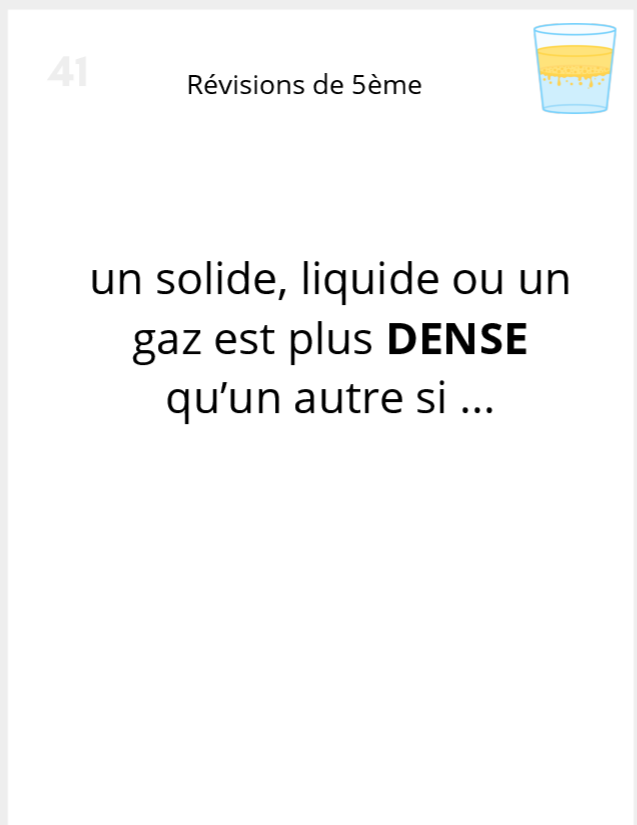 41
Révisions de 5ème
un solide, liquide ou un
gaz est plus DENSE
qu’un autre si ...